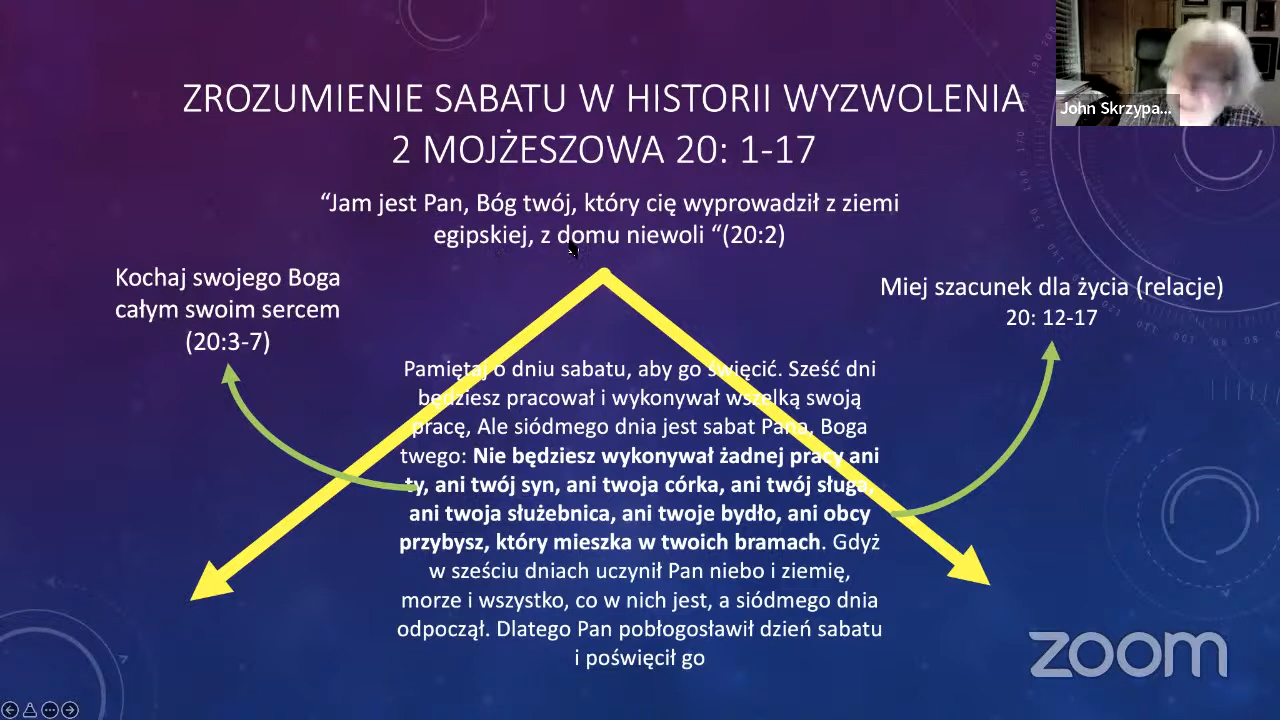 ZROZUMIENIE SABATU W HISTORII WYZWOLENIA
2 MOJŻESZOWA 20: 1-17
“Jam jest Pan, Bóg twój, który cię wyprowadził z ziemi
egipskiej, z domu niewoli “(20:2)
John Skrzypa...
Kochaj swojego Boga
całym swoim sercem
(20:3-7)
Miej szacunek dla życia (relacje)
20: 12-17
Pamiętaj o dniu sabatu, aby go święcić. Sześć dni
będziesz pracował i wykonywał wszelką swoją
pracę, Ale siódmego dnia jest sabat Pana, Boga
twego: Nie będziesz wykonywał żadnej pracy ani
ty, ani twój syn, ani twoja córka, ani twój sługa,
ani twoja służebnica, ani twoje bydło, ani obcy
przybysz, który mieszka w twoich bramach. Gdyż
w sześciu dniach uczynił Pan niebo i ziemię,
morze i wszystko, co w nich jest, a siódmego dnia
odpoczął. Dlatego Pan pobłogosławił dzień sabatu
i poświęcił go
zoom